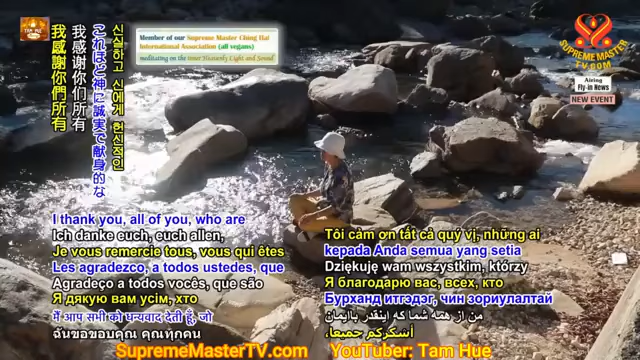 TAM HUE
Member of our Supreme Master Ching Hai
International Association (all vegans)
meditating on the inner Heavenly Light and Sound
SUPREME MASTER
TV.COM
Airing
Fly-in News
NEW EVENT
我感謝你們所有
我感谢你们所有
これほど神に誠実で献身的な
신실하고 신에게 헌신적인
I thank you, all of you, who are
Ich danke euch, euch allen,
Je vous remercie tous, vous qui êtes
Les agradezco, a todos ustedes, que
Agradeço a todos vocês, que são
Я дякую вам усім, хто
मैं आप सभी को धन्यवाद देती हूँ, जो
ฉันขอขอบคุณ คุณทุกคน
Tôi cảm ơn tất cả quý vị, những ai
kepada Anda semua yang setia
Dziękuję wam wszystkim, którzy
Я благодарю вас, всех, кто
Бурханд итгэдэг, чин зориулалтай
من از همه شما که اینقدر باایمان
أشكركم جميعا،
SupremeMasterTV.com
YouTuber: Tam Hue